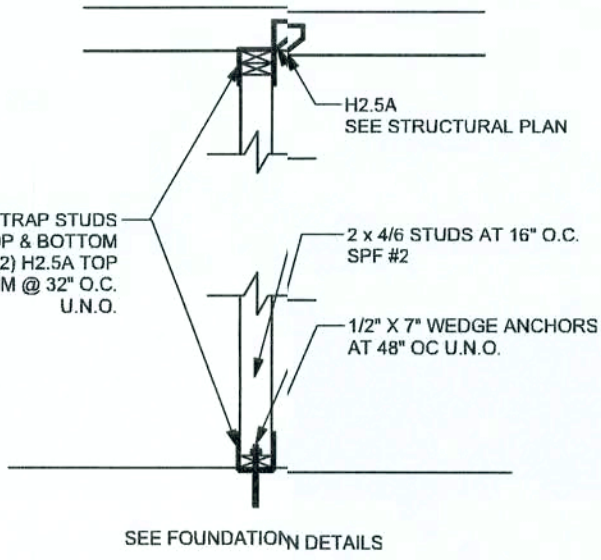 H2.5A
SEE STRUCTURAL PLAN
TRAP STUDS
OP & BOTTOM
2) H2.5A TOP
M @ 32" O.C.
U.N.O.
2 x 4/6 STUDS AT 16" O.C.
SPF #2
1/2" X 7" WEDGE ANCHORS
AT 48" OC U.N.O.
SEE FOUNDATION DETAILS